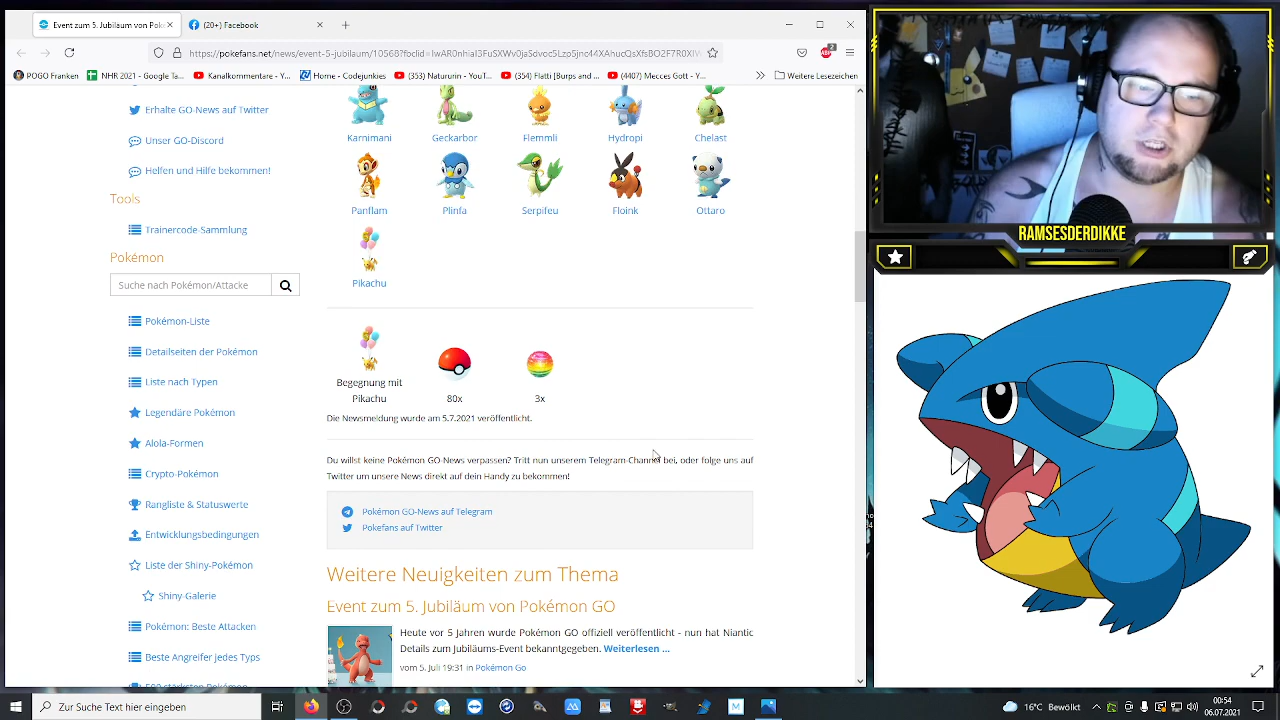 Event zum 5. Jubiläum von Poké
(20+) Facebook
https://pokefans.net/news/event-5-jubilaum/10568?fbclid=
POGO Franken
NHR 2021 - Google Ta...
Kanalkommentare - Y...
Home - Codejunkies
(353) Naturunin - YouT...
(354) Flatti [Burps and ...
(4407) Mecces Gott - Y...
Weitere Lesezeichen
Erhalte GO-News auf Twitter
Unser GO-Discord
Helfen und Hilfe bekommen!
Tools
Trainercode-Sammlung
Pokémon
Suche nach Pokémon/Attacke
Pokémon-Liste
Detailseiten der Pokémon
Liste nach Typen
Legendäre Pokémon
Alola-Formen
Crypto-Pokémon
Rangliste & Statuswerte
Entwicklungsbedingungen
Liste der Shiny-Pokémon
Shiny-Galerie
Pokémon: Beste Attacken
Beste Angreifer jedes Typs
500 stärksten Pokémon
Karnimani Geckarbor Flemmli Hydropi Chelast
Panflam Plinfa Serpifeu Floink Ottaro
Pikachu
Begegnung mit
Pikachu 80x 3x
Die Newsmeldung wurde am 5.7.2021 veröffentlicht.
Du willst keine Pokémon GO-News verpassen? Tritt nun unserem Telegram-Channel bei, oder folge uns auf
Twitter um unsere News direkt auf dein Handy zu bekommen!
Pokémon GO-News auf Telegram
Pokefans auf Twitter
Weitere Neuigkeiten zum Thema
Event zum 5. Jubiläum von Pokémon GO
Heute vor 5 Jahren wurde Pokémon GO offiziell veröffentlicht - nun hat Niantic
Details zum Jubiläums-Event bekanntgegeben. Weiterlesen ...
vom 5. Juli 19:31 in Pokémon Go
RAMSESDERDIKKE
Zur Suche Text hier eingeben
16°C Bewölkt
00:54
06.07.2021